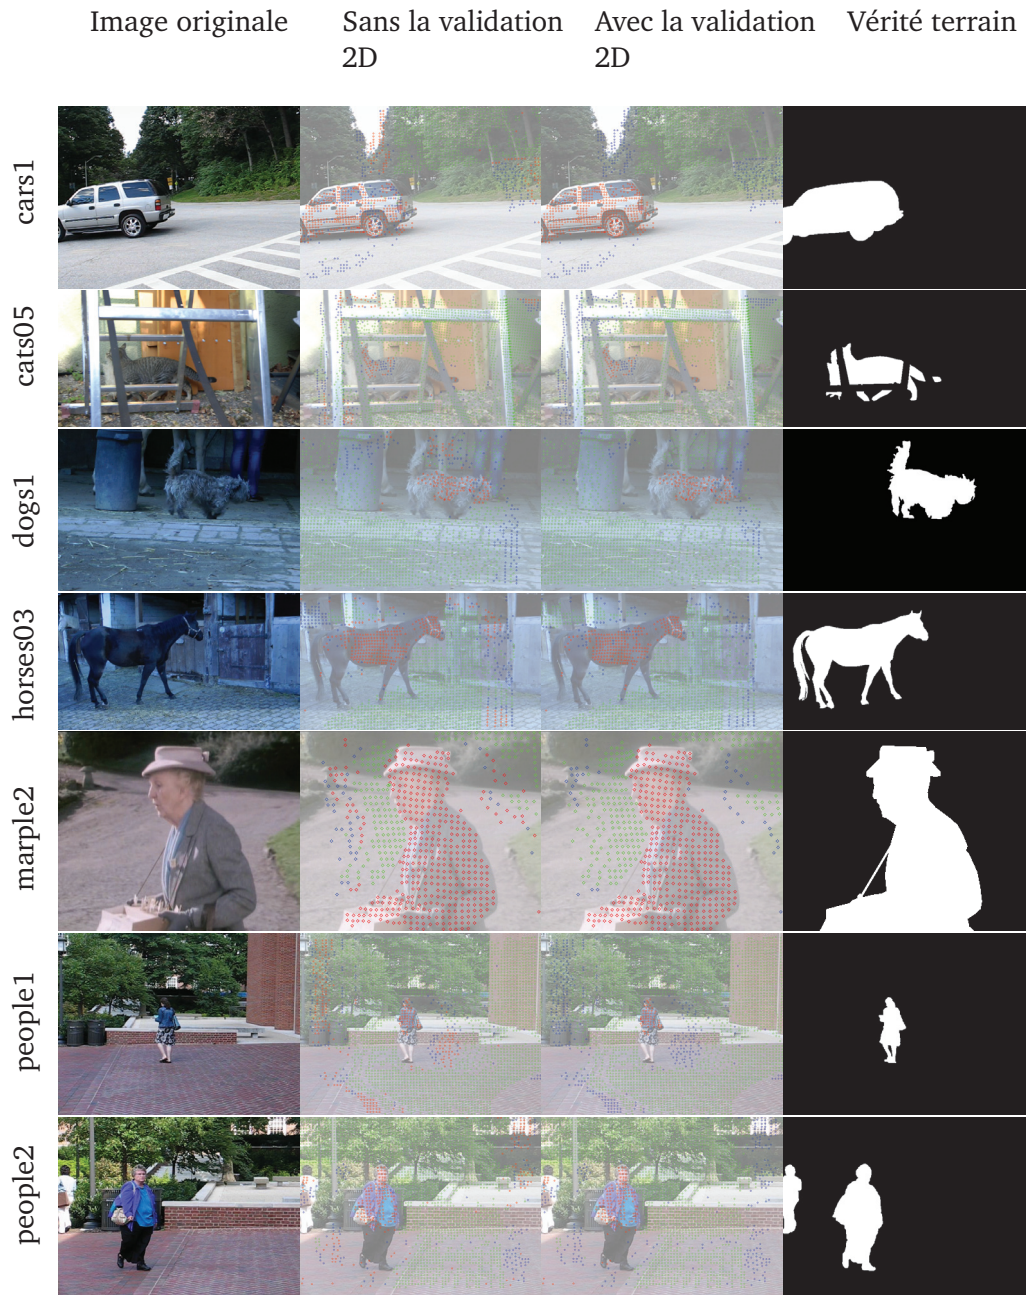 Image originale
Sans la validation
2D
Avec la validation
2D
Vérité terrain
cars1
cats05
dogs1
horses03
marple2
people1
people2